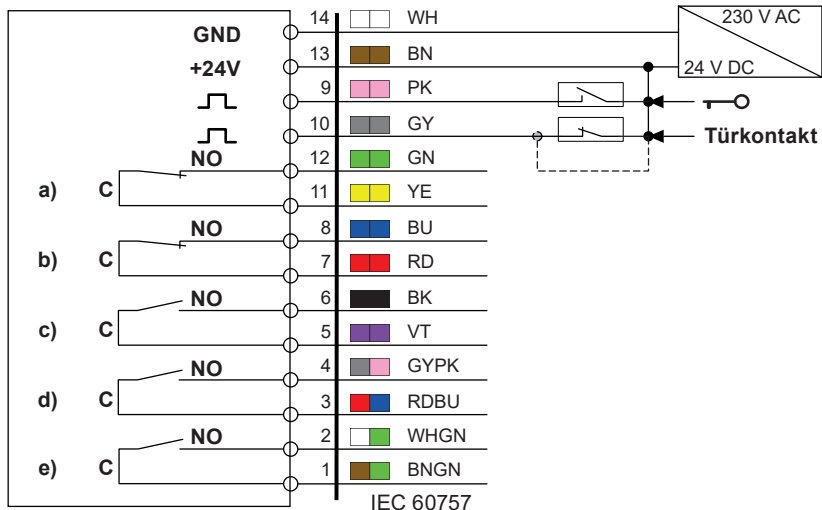 14 WH 230 V AC
GND
13 BN
+24V 24 V DC
9 PK
10 GY
Türkontakt
NO 12 GN
a) C 11 YE
NO 8 BU
b) C 7 RD
NO 6 BK
c) C 5 VT
NO 4 GYPK
d) C 3 RDBU
NO 2 WHGN
e) C 1 BNGN
IEC 60757